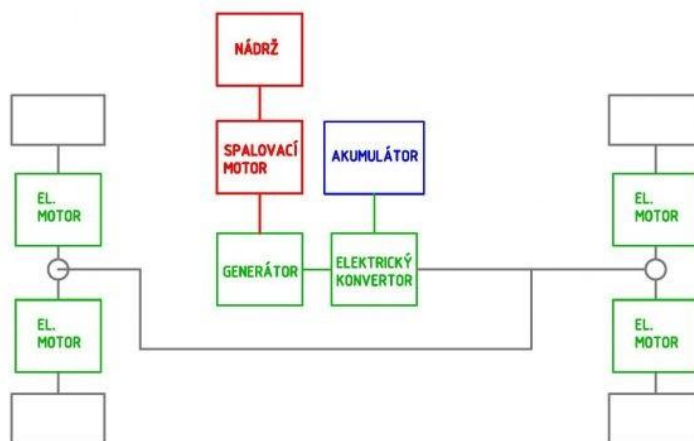 NÁDRŽ
SPALOVACÍ
MOTOR
AKUMULÁTOR
EL.
MOTOR
EL.
MOTOR
GENERÁTOR
ELEKTRICKÝ
KONVERTOR
EL.
MOTOR
EL.
MOTOR